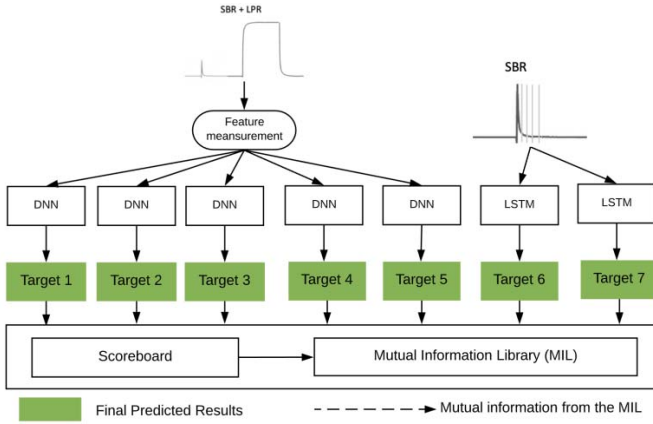 SBR + LPR
SBR
Feature
meansurement
DNN
DNN
DNN
DNN
DNN
LSTM
LSTM
Target 1
Target 2
Target 3
Target 4
Target 5
Target 6
Target 7
Scoreboard
Mutual Information Library (MIL)
Final Predicted Results
Mutual information from the MIL